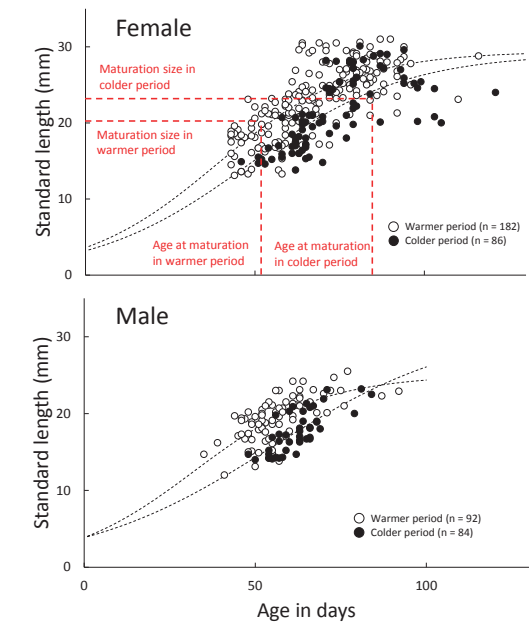 Female
30
20
10
0
Standard length (mm)
Maturation size in
colder period
Maturation size in
warmer period
Age at maturation
in warmer period
Age at maturation
in colder period
Warmer period (n = 182)
Colder period (n = 86)
50
100
Male
30
20
10
0
Standard length (mm)
Warmer period (n = 92)
Colder period (n = 84)
0
50
100
Age in days